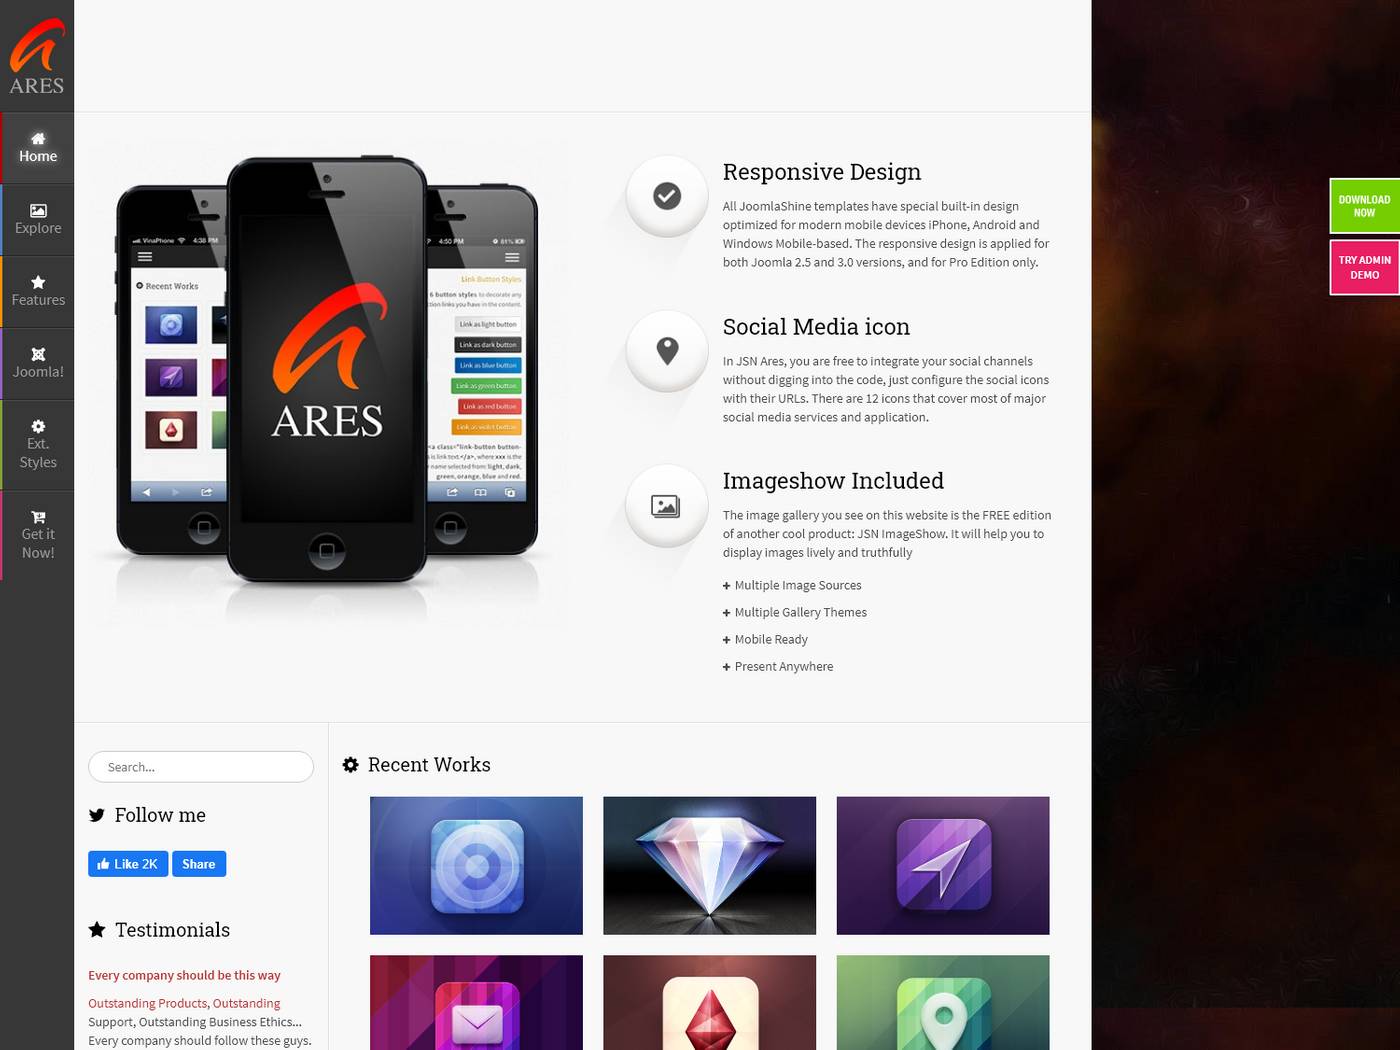 ARES
Home
Explore
Features
Joomla!
Ext.
Styles
Get it
Now!
VinaPhone 4:38 PM
Recent Works
ARES
4:50 PM 81%
Link Button Styles
6 button styles to decorate any
tion links you have in the content.
Link as light button
Link as dark button
Link as blue button
Link as green button
Link as red button
Link as violet button
<a class="link-button button-
is link text.</a>, where xxx is the
r name selected from: light, dark,
green, orange, blue and red.
Responsive Design
All JoomlaShine templates have special built-in design
optimized for modern mobile devices iPhone, Android and
Windows Mobile-based. The responsive design is applied for
both Joomla 2.5 and 3.0 versions, and for Pro Edition only.
Social Media icon
In JSN Ares, you are free to integrate your social channels
without digging into the code, just configure the social icons
with their URLs. There are 12 icons that cover most of major
social media services and application.
Imageshow Included
The image gallery you see on this website is the FREE edition
of another cool product: JSN ImageShow. It will help you to
display images lively and truthfully
Multiple Image Sources
Multiple Gallery Themes
Mobile Ready
Present Anywhere
DOWNLOAD
NOW
TRY ADMIN
DEMO
Search...
Follow me
Like 2K Share
Testimonials
Every company should be this way
Outstanding Products, Outstanding
Support, Outstanding Business Ethics...
Every company should follow these guys.
Recent Works